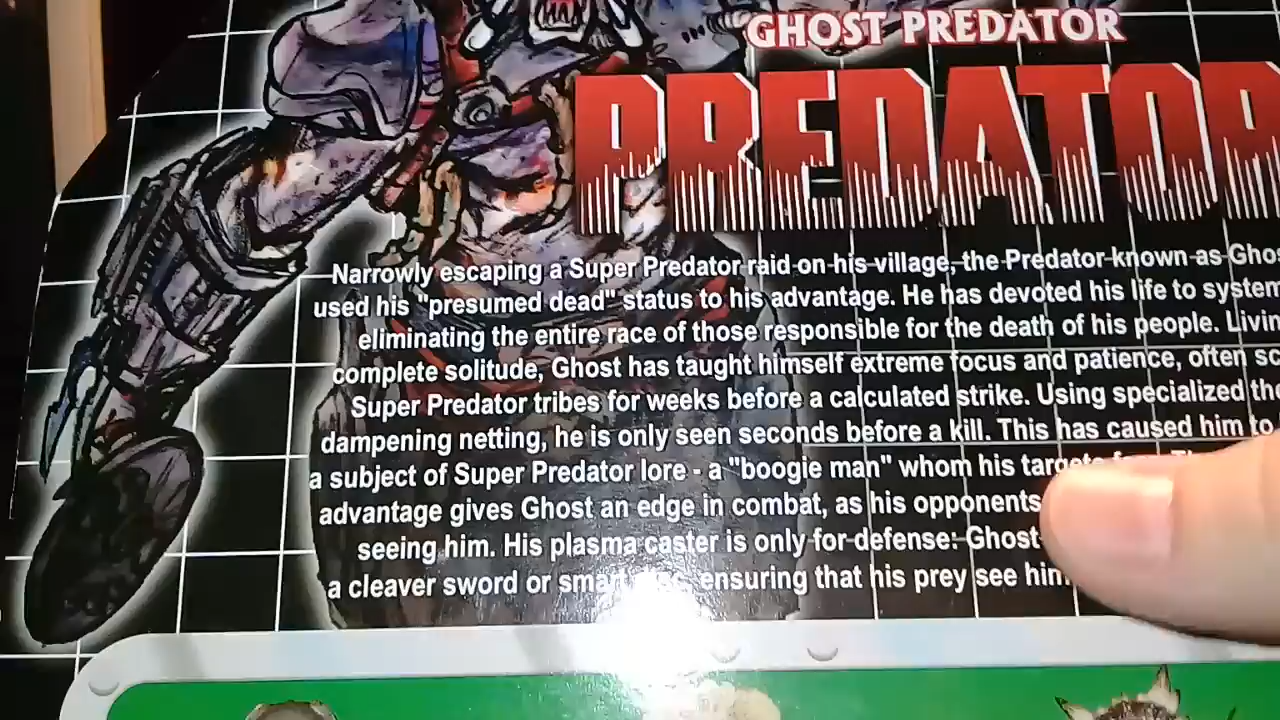 GHOST PREDATOR
PREDATOR
Narrowly escaping a Super Predator raid on his village, the Predator known as
used his "presumed dead" status to his advantage. He has devoted his life to
eliminating the entire race of those responsible for the death of his people.
complete solitude, Ghost has taught himself extreme focus and patience, often
Super Predator tribes for weeks before a calculated strike. Using specialized
dampening netting, he is only seen seconds before a kill. This has caused him to
a subject of Super Predator lore - a "boogie man" whom his targets
advantage gives Ghost an edge in combat, as his opponents
seeing him. His plasma caster is only for defense: Ghost
a cleaver sword or ensuring that his prey see him